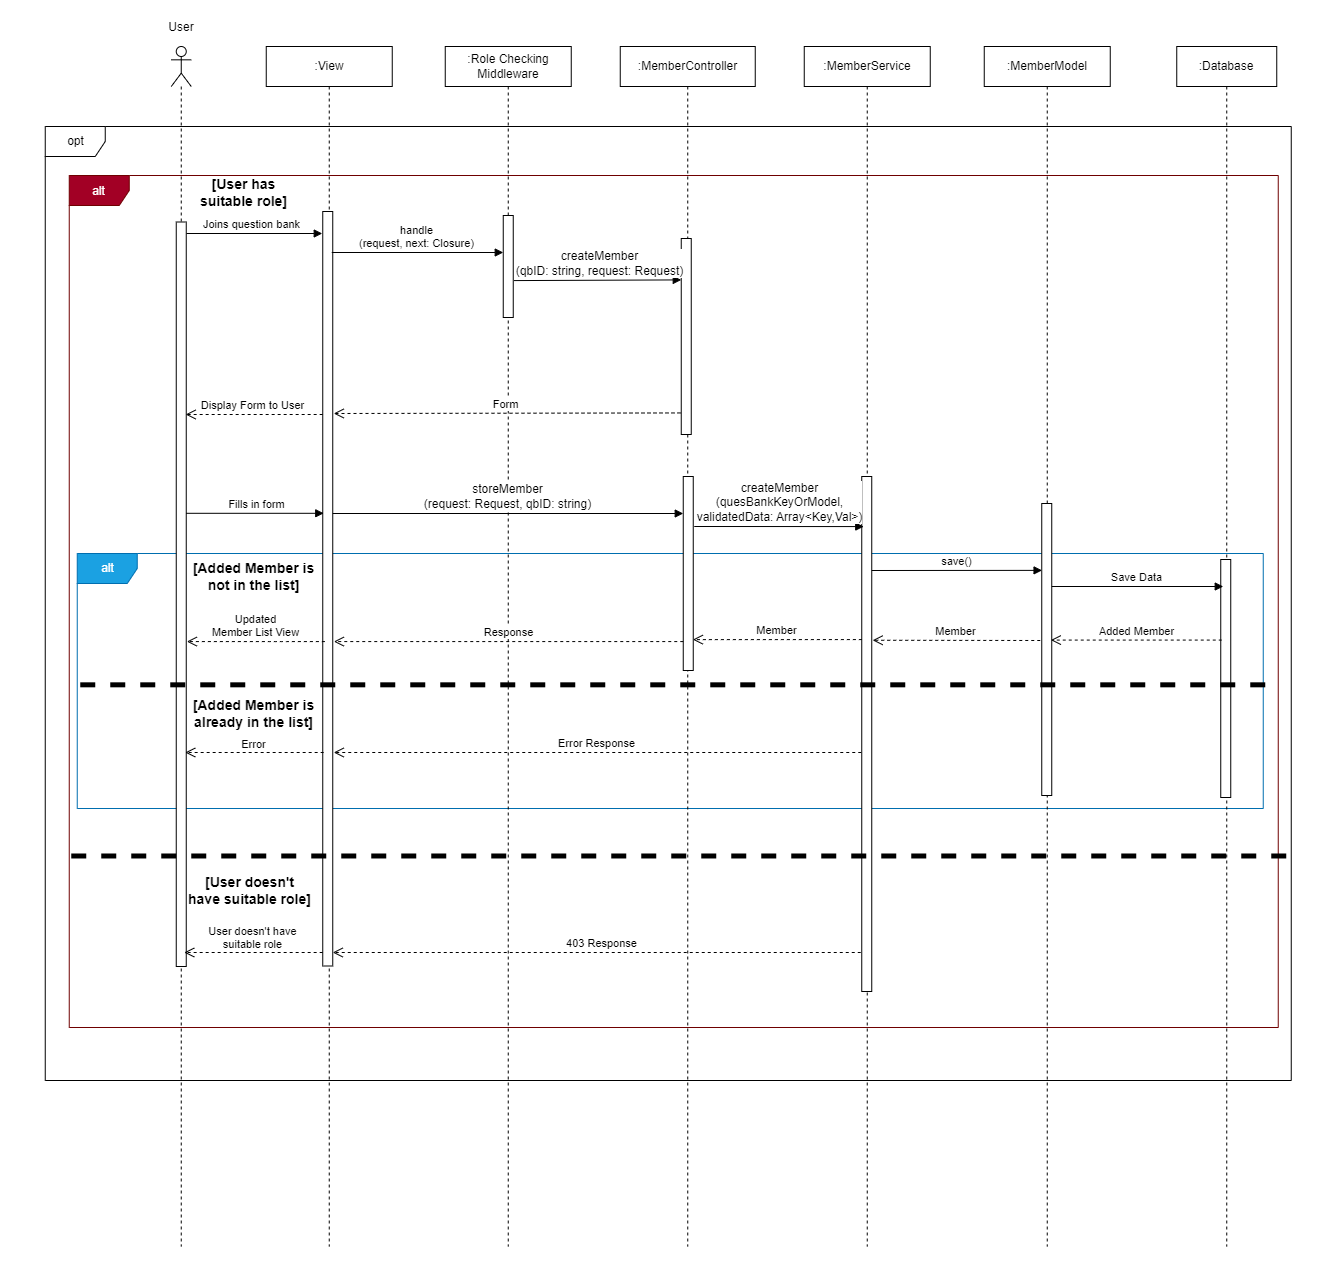 User
:View
:Role Checking
Middleware
:MemberController
:MemberService
:MemberModel
:Database
opt
alt
[User has
suitable role]
Joins question bank
handle
(request, next: Closure)
createMember
(qbID: string, request: Request)
Display Form to User
Form
Fills in form
storeMember
(request: Request, qbID: string)
createMember
(quesBankKeyOrModel,
validatedData: Array<Key,Val>)
alt
[Added Member is
not in the list]
save()
Save Data
Updated
Member List View
Response
Member
Member
Added Member
[Added Member is
already in the list]
Error
Error Response
[User doesn't
have suitable role]
User doesn't have
suitable role
403 Response